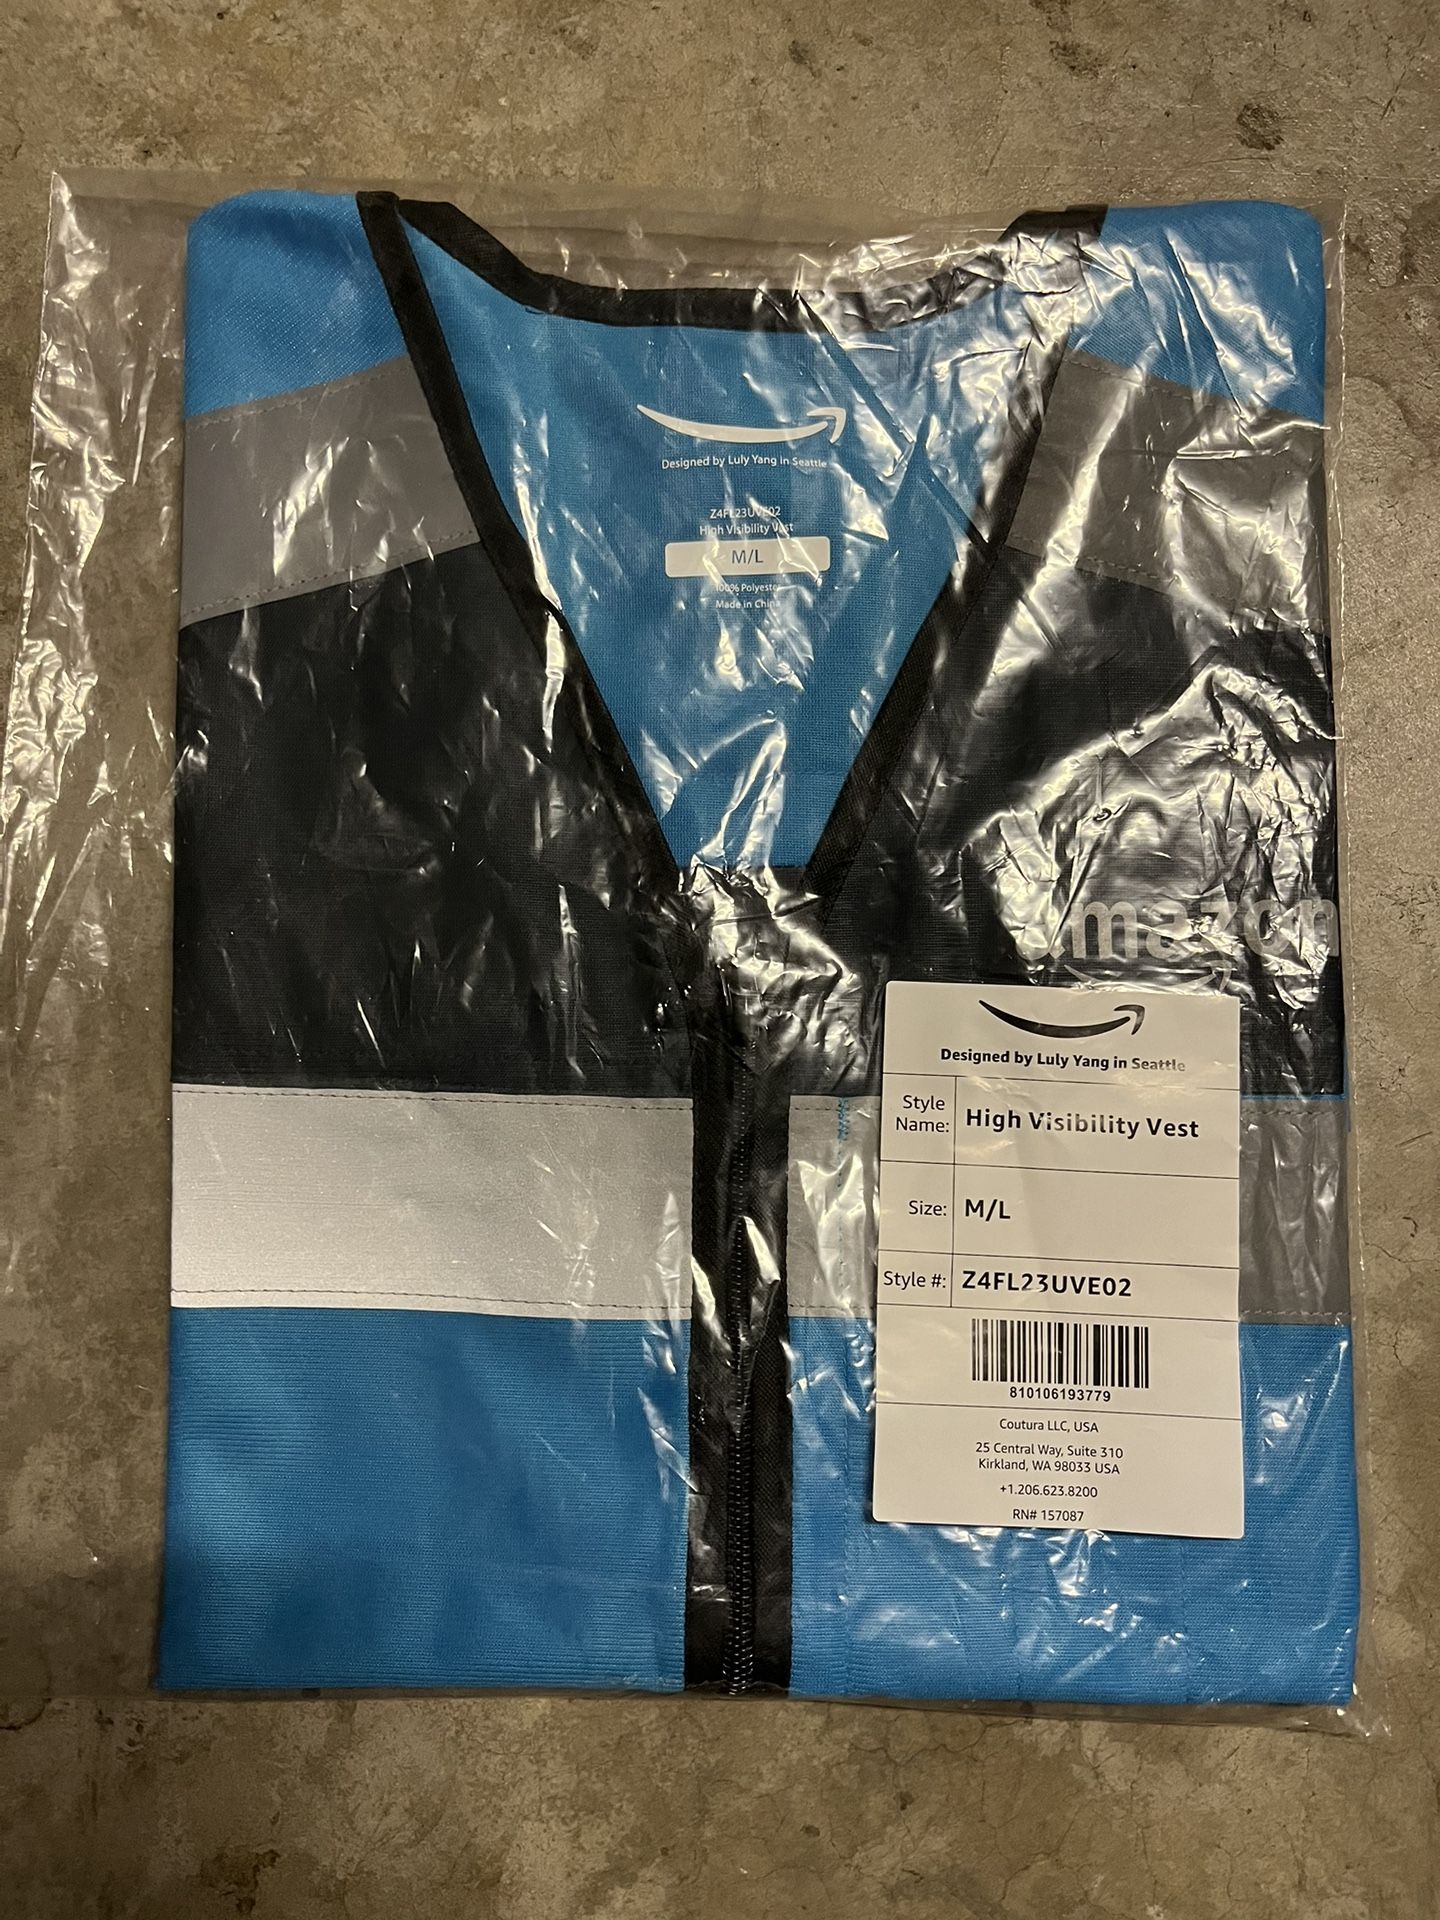 Designed by Luly Yang in Seattle
Z4FL23UVE02
High Visibility Vest
M/L
100% Polyester
Made in China
amazon
Designed by Luly Yang in Seattle
Style Name: High Visibility Vest
Size: M/L
Style #: Z4FL23UVE02
810106193779
Coutura LLC, USA
25 Central Way, Suite 310
Kirkland, WA 98033 USA
+1.206.623.8200
RN# 157087